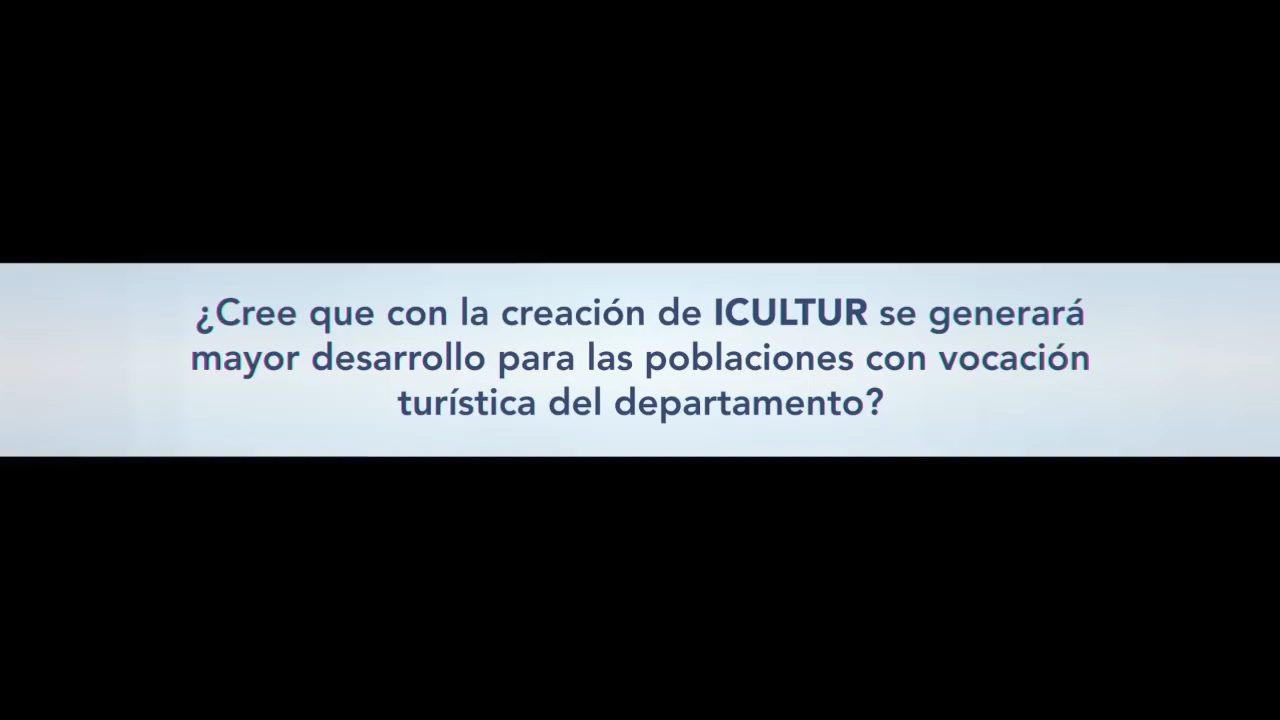 ¿Cree que con la creación de ICULTUR se generará
mayor desarrollo para las poblaciones con vocación
turística del departamento?